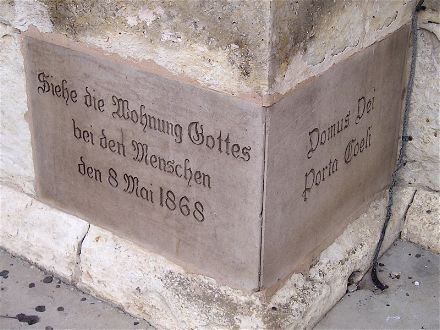 Siehe die Wohnung Gottes
bei den Menschen
den 8 Mai 1868
Domus Dei
Porta Coeli